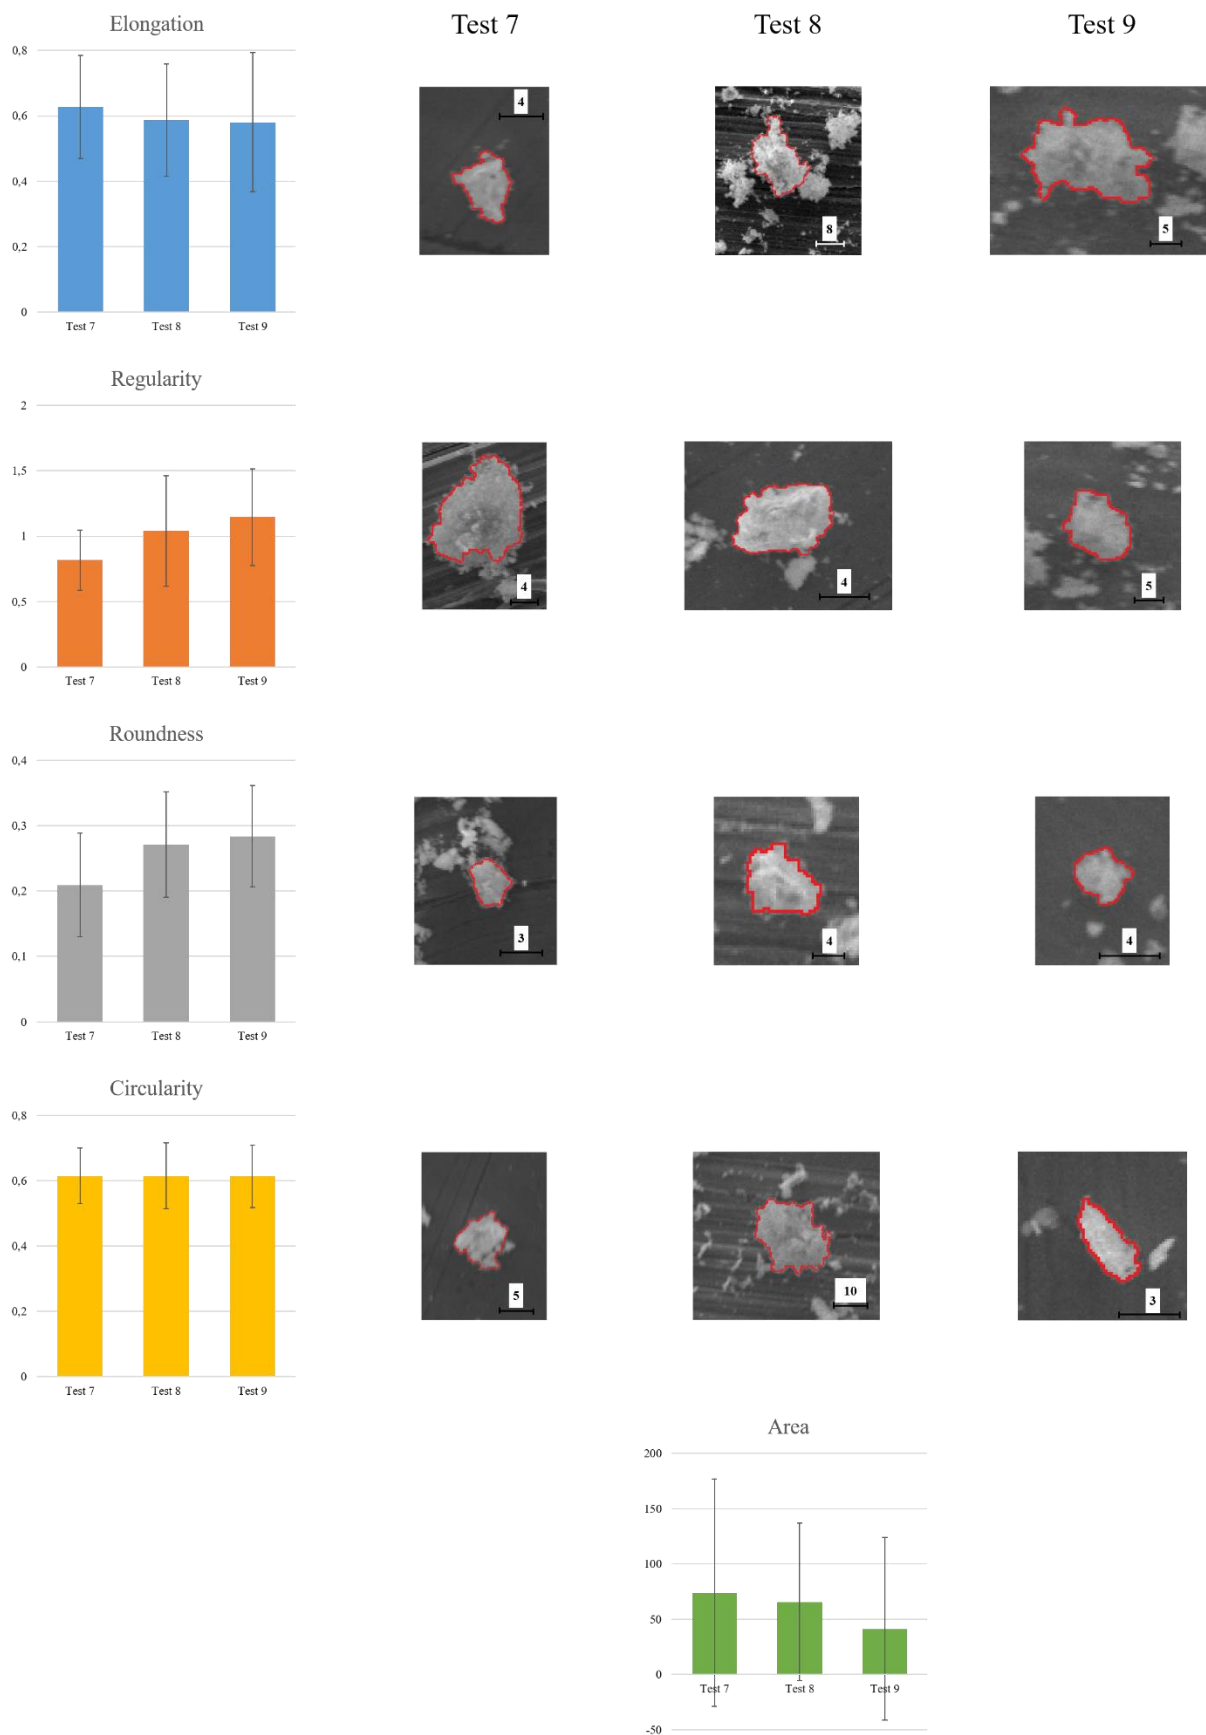 Elongation
Test 7
Test 8
Test 9
0,8
0,6
0,4
0,2
0
Test 7
Test 8
Test 9
4
8
5
Regularity
2
1,5
1
0,5
0
Test 7
Test 8
Test 9
4
4
5
Roundness
0,4
0,3
0,2
0,1
0
Test 7
Test 8
Test 9
3
4
4
Circularity
0,8
0,6
0,4
0,2
0
Test 7
Test 8
Test 9
5
10
3
Area
200
150
100
50
0
-50
Test 7
Test 8
Test 9